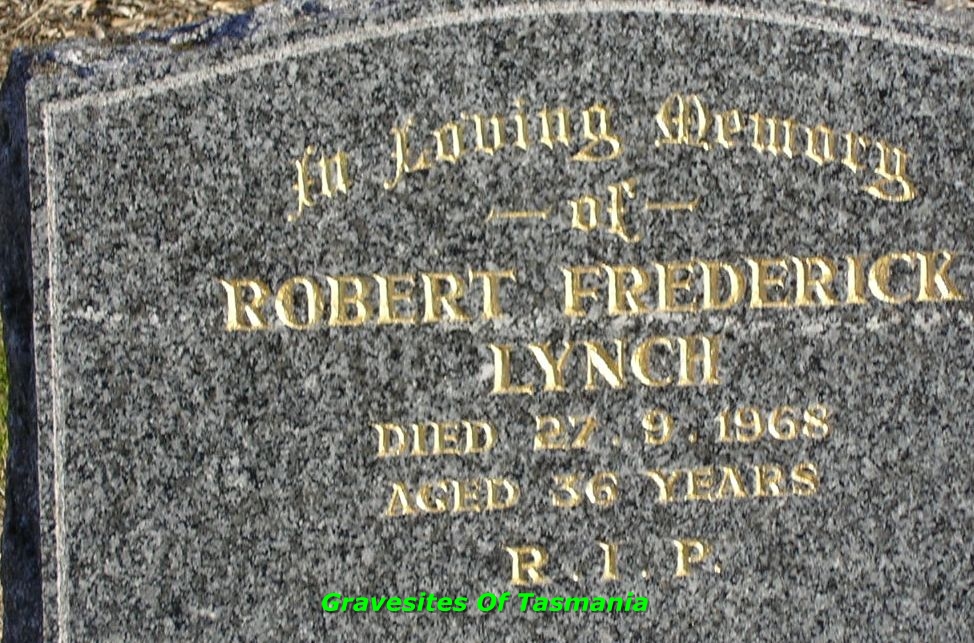 In Loving Memory
— of —
ROBERT FREDERICK
LYNCH
DIED 27.9.1968
AGED 36 YEARS
R.I.P.
Gravesites Of Tasmania